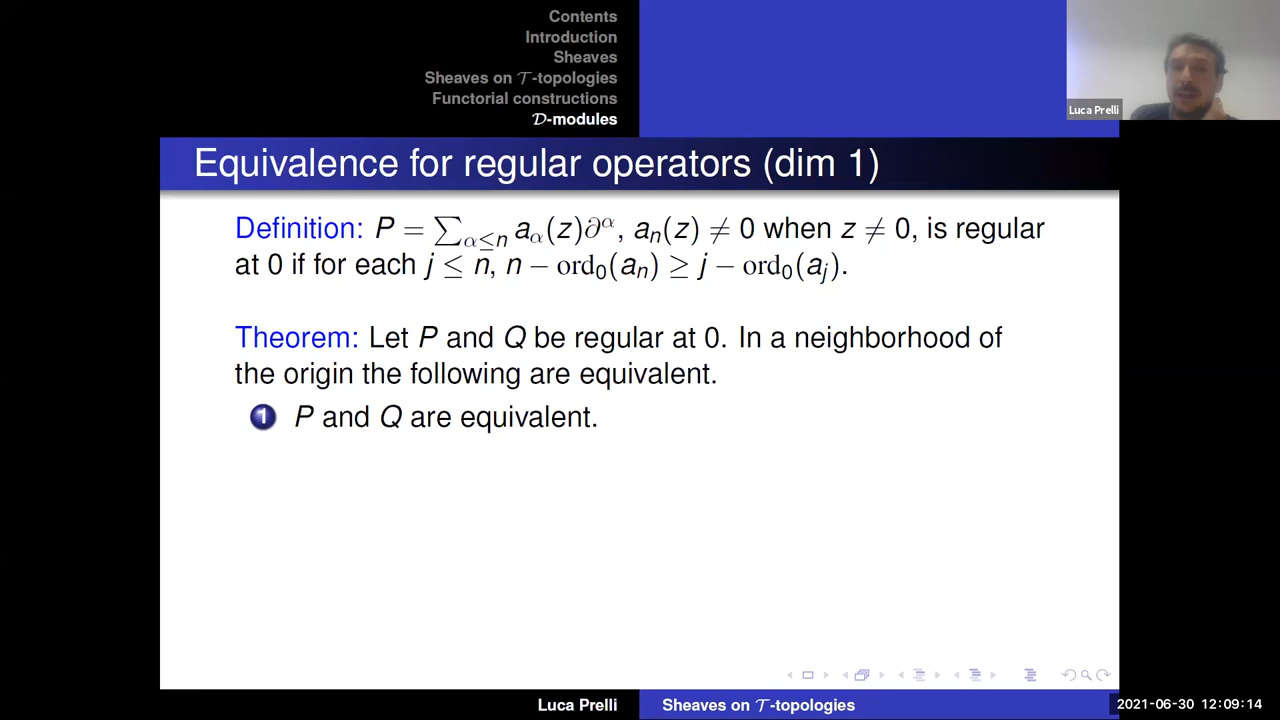 Contents
Introduction
Sheaves
Sheaves on 𝒯-topologies
Functorial constructions
𝒟-modules
Luca Prelli
Equivalence for regular operators (dim 1)
Definition: P = ∑_{α≤n} a_α(z)∂^α, a_n(z) ≠ 0 when z ≠ 0, is regular
at 0 if for each j ≤ n, n − ord₀(a_n) ≥ j − ord₀(a_j).
Theorem: Let P and Q be regular at 0. In a neighborhood of
the origin the following are equivalent.
1 P and Q are equivalent.
Luca Prelli Sheaves on 𝒯-topologies
2021-06-30 12:09:14